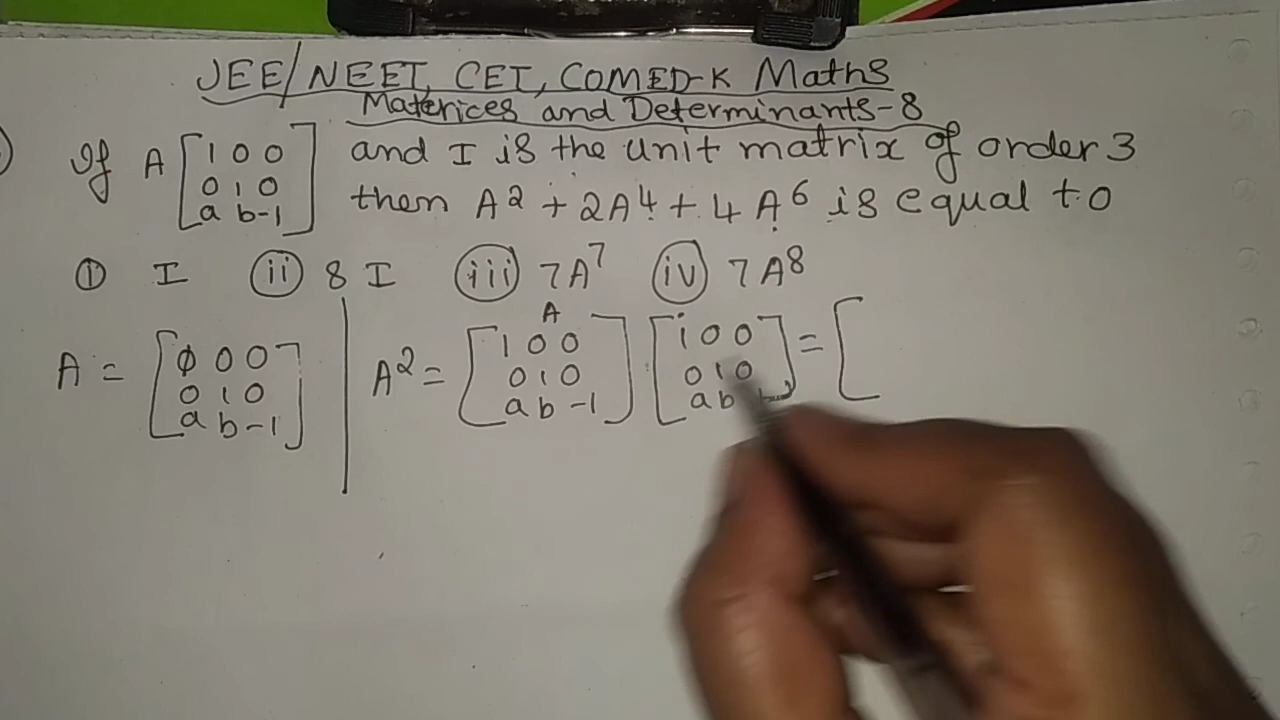 JEE/NEET, CET, COMED-K Maths
Materices and Determinants-8
If A [1 0 0 and I is the unit matrix of order 3
0 1 0
a b -1] then A² + 2A⁴ + 4A⁶ is equal to
i I ii 8 I iii 7A⁷ iv 7A⁸
A
A = [0 0 0 A² = [1 0 0 [1 0 0 = [
0 1 0 0 1 0 0 1 0
a b -1] a b -1] a b